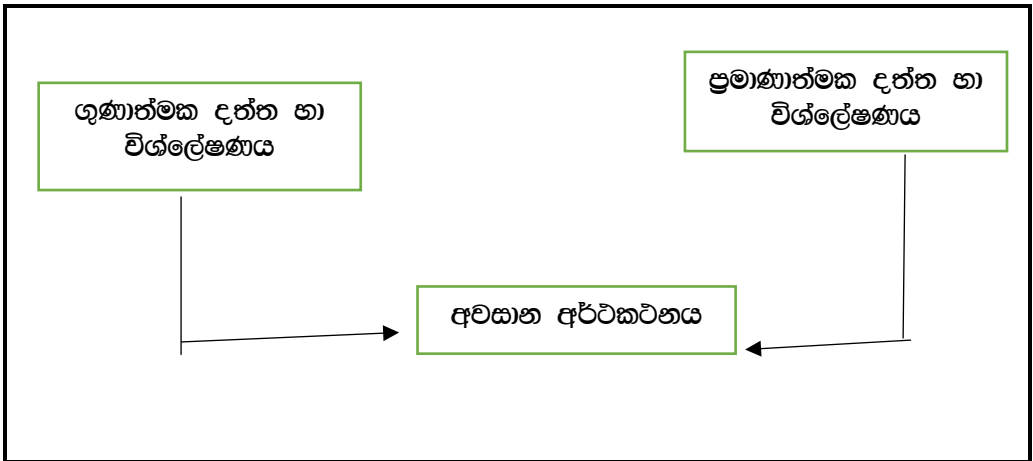 ගුණාත්මක දත්ත හා
විශ්ලේෂණය
ප්‍රමාණාත්මක දත්ත හා
විශ්ලේෂණය
අවසාන අර්ථකථනය